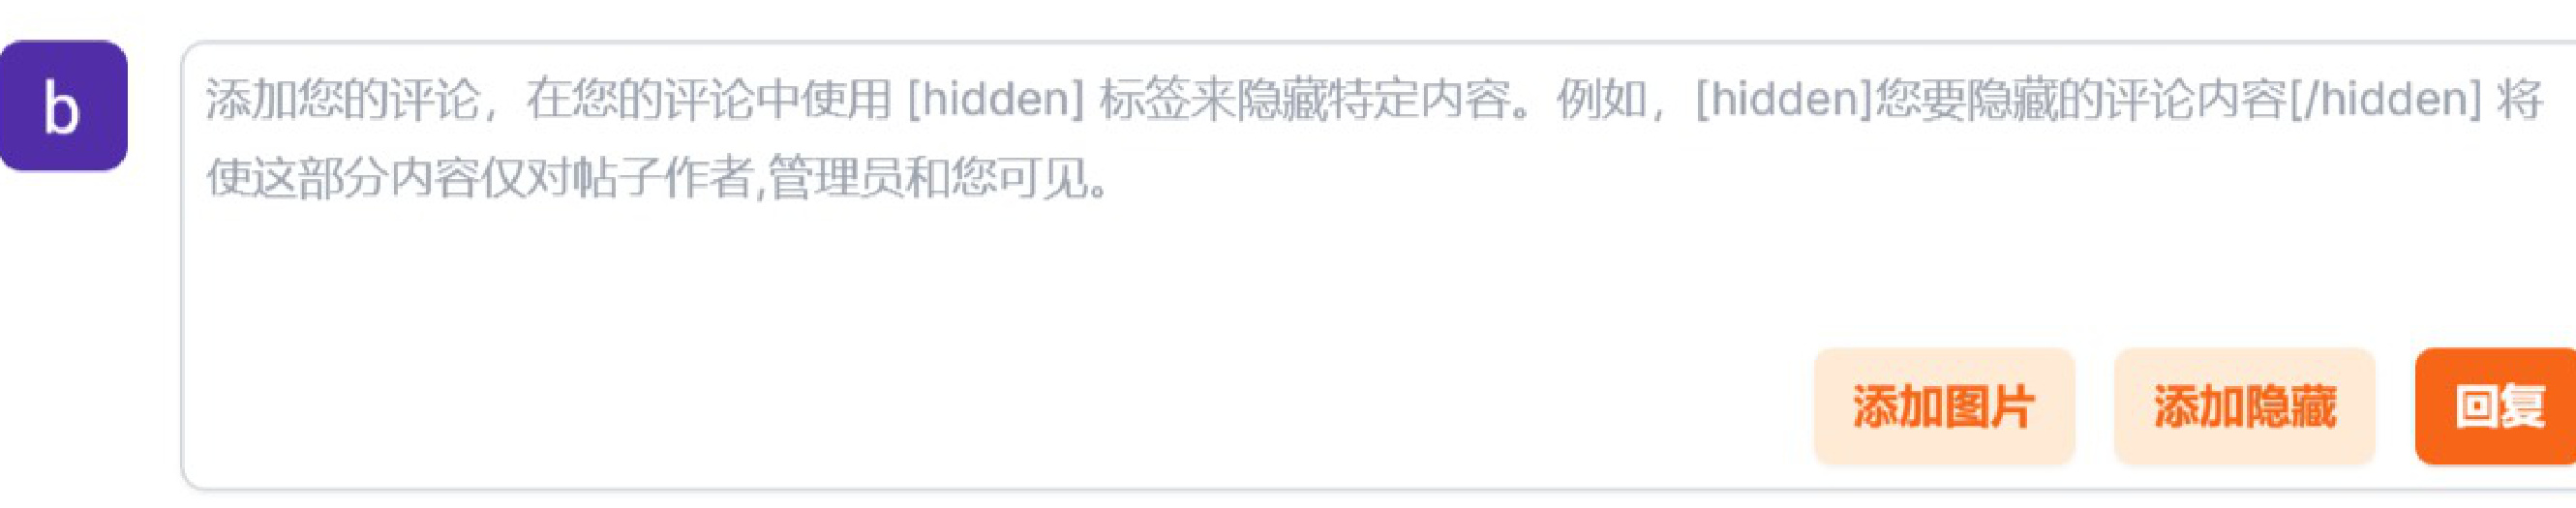 b
添加您的评论，在您的评论中使用 [hidden] 标签来隐藏特定内容。例如，[hidden]您要隐藏的评论内容[/hidden] 将
使这部分内容仅对帖子作者,管理员和您可见。
添加图片 添加隐藏 回复